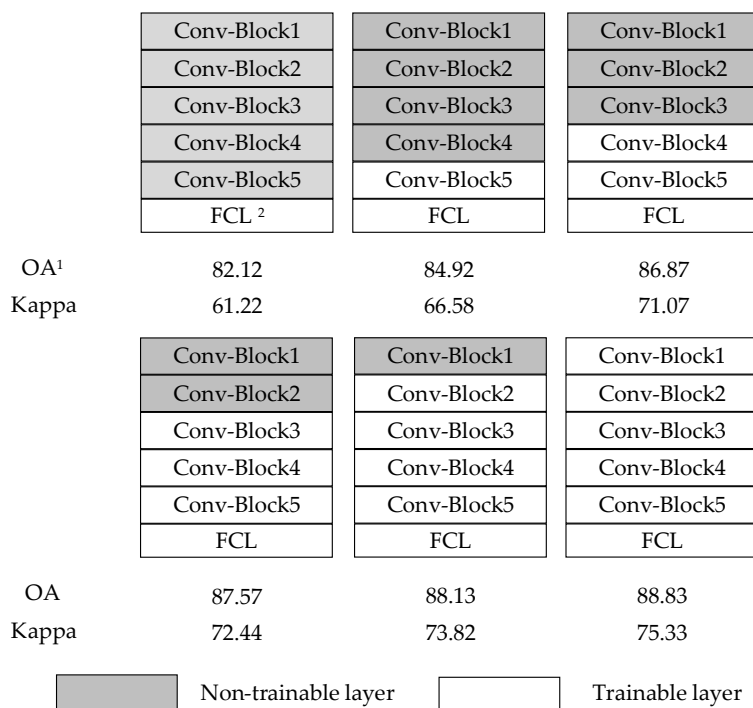 Conv-Block1 Conv-Block1 Conv-Block1
Conv-Block2 Conv-Block2 Conv-Block2
Conv-Block3 Conv-Block3 Conv-Block3
Conv-Block4 Conv-Block4 Conv-Block4
Conv-Block5 Conv-Block5 Conv-Block5
FCL ² FCL FCL
OA¹ 82.12 84.92 86.87
Kappa 61.22 66.58 71.07
Conv-Block1 Conv-Block1 Conv-Block1
Conv-Block2 Conv-Block2 Conv-Block2
Conv-Block3 Conv-Block3 Conv-Block3
Conv-Block4 Conv-Block4 Conv-Block4
Conv-Block5 Conv-Block5 Conv-Block5
FCL FCL FCL
OA 87.57 88.13 88.83
Kappa 72.44 73.82 75.33
Non-trainable layer Trainable layer